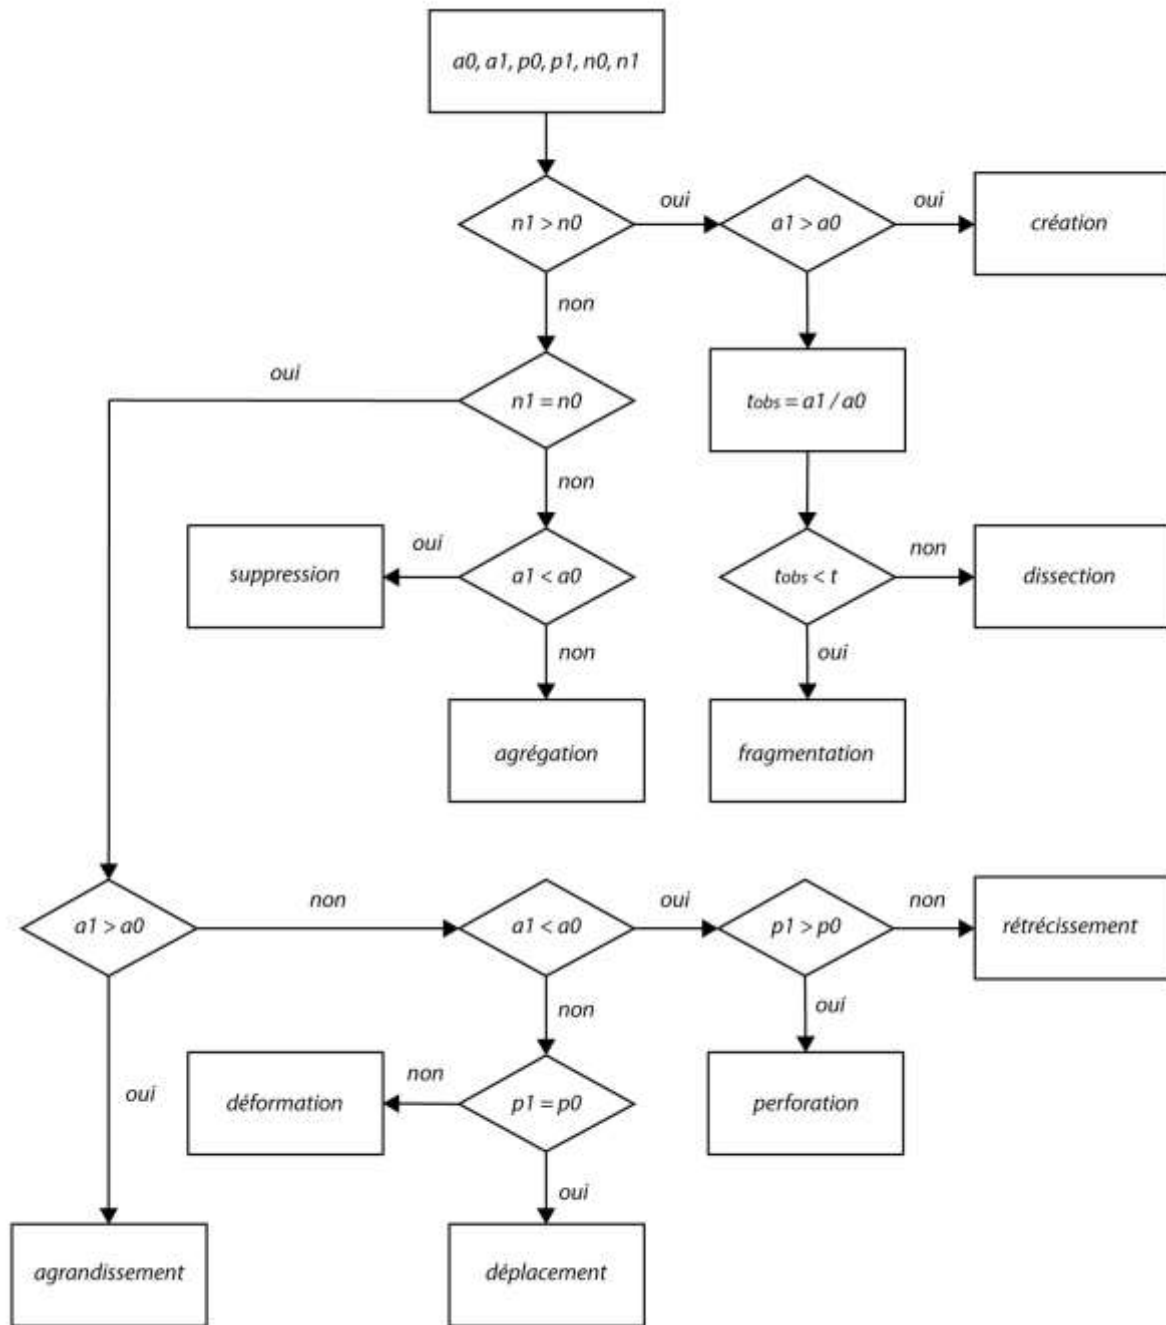 a0, a1, p0, p1, n0, n1
n1 > n0
oui
a1 > a0
oui
création
non
oui
n1 = n0
tobs = a1 / a0
non
suppression
oui
a1 < a0
tobs < t
non
dissection
non
oui
agrégation
fragmentation
a1 > a0
non
a1 < a0
oui
p1 > p0
non
rétrécissement
non
oui
oui
déformation
non
p1 = p0
perforation
oui
agrandissement
déplacement